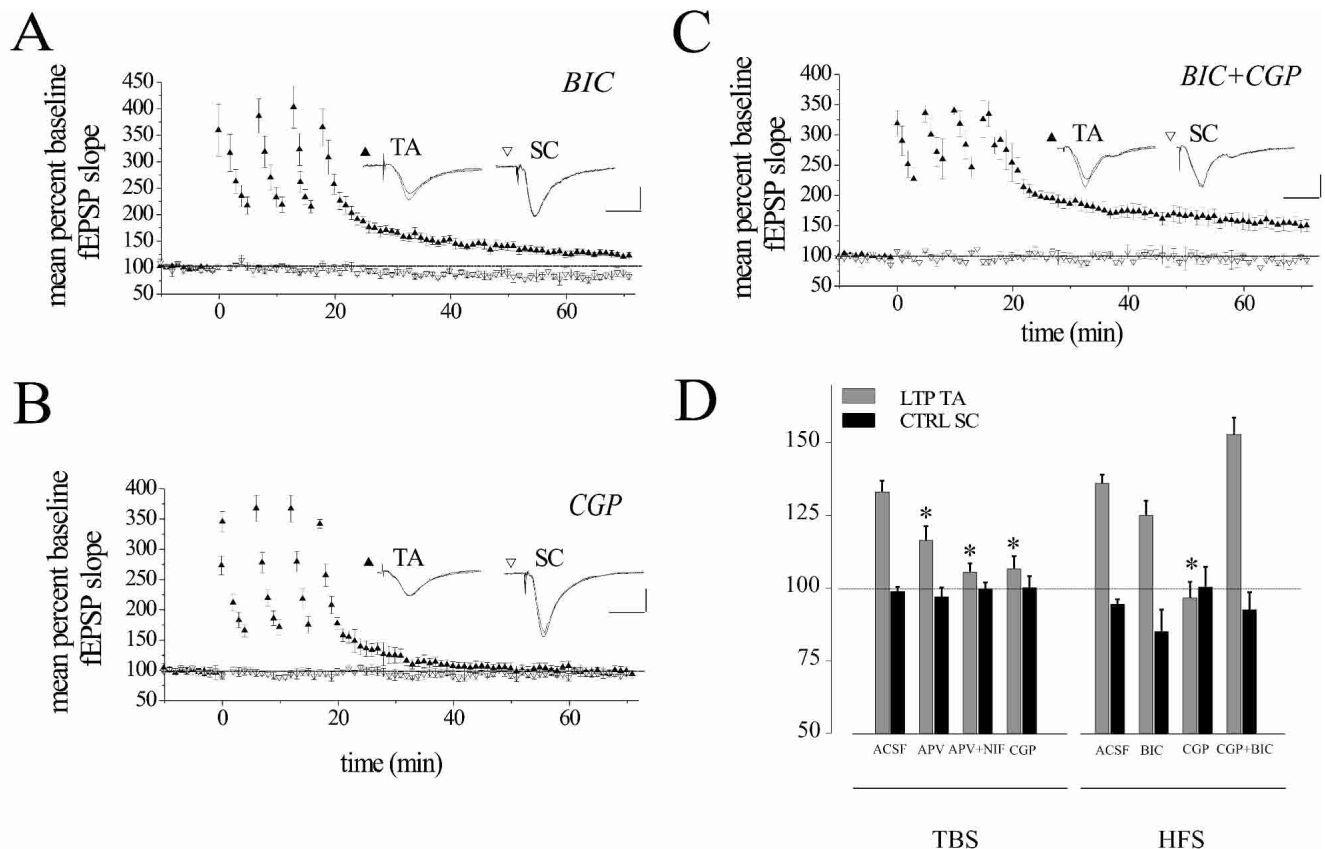 A
BIC
mean percent baseline
fEPSP slope
450
400
350
300
250
200
150
100
50
▲ TA
▽ SC
0 20 40 60
B
CGP
mean percent baseline
fEPSP slope
400
350
300
250
200
150
100
50
▲ TA
▽ SC
0 20 40 60
time (min)
C
BIC+CGP
mean percent baseline
fEPSP slope
400
350
300
250
200
150
100
50
▲ TA
▽ SC
0 20 40 60
time (min)
D
LTP TA
CTRL SC
150
125
100
75
50
* * * *
ACSF APV APV+NIF CGP ACSF BIC CGP CGP+BIC
TBS HFS